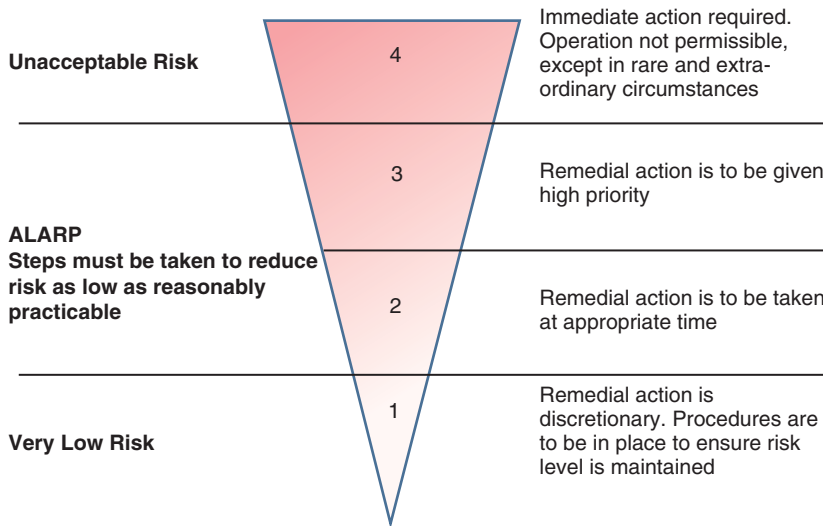 Unacceptable Risk
4
Immediate action required.
Operation not permissible,
except in rare and extra-
ordinary circumstances
3
Remedial action is to be given
high priority
ALARP
Steps must be taken to reduce
risk as low as reasonably
practicable
2
Remedial action is to be taken
at appropriate time
Very Low Risk
1
Remedial action is
discretionary. Procedures are
to be in place to ensure risk
level is maintained